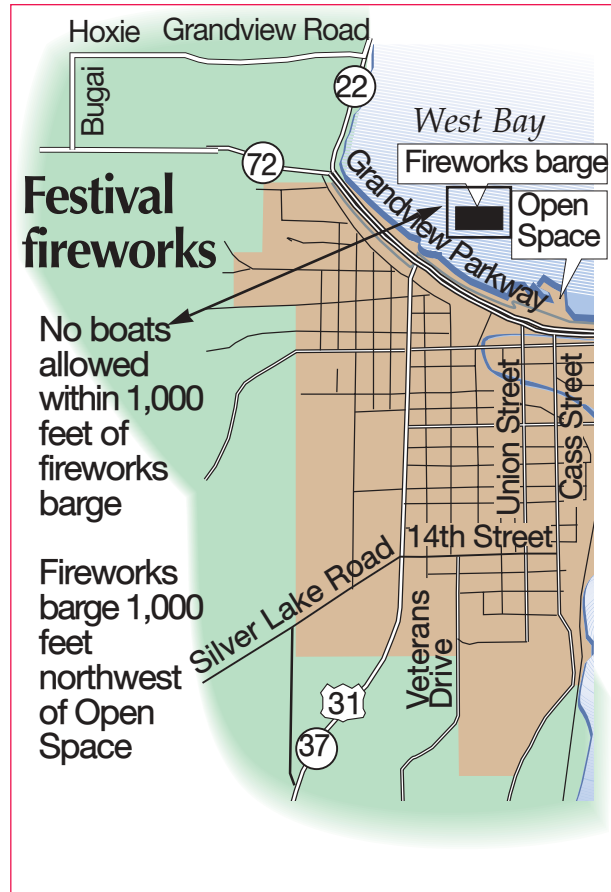 Hoxie Grandview Road
Bugai
22
West Bay
72
Fireworks barge
Grandview Parkway
Open
Space
Festival
fireworks
No boats
allowed
within 1,000
feet of
fireworks
barge
Union Street
Cass Street
14th Street
Fireworks
barge 1,000
feet
northwest
of Open
Space
Silver Lake Road
Veterans
Drive
31
37